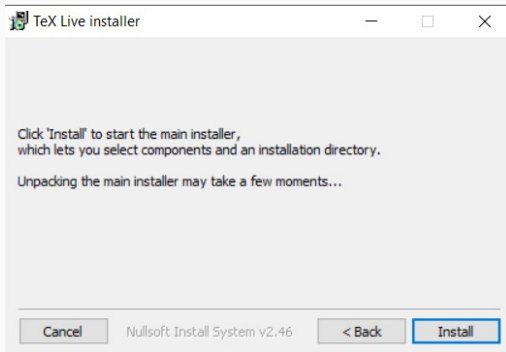 TeX Live installer
Click 'Install' to start the main installer,
which lets you select components and an installation directory.
Unpacking the main installer may take a few moments...
Cancel
Nullsoft Install System v2.46
< Back
Install